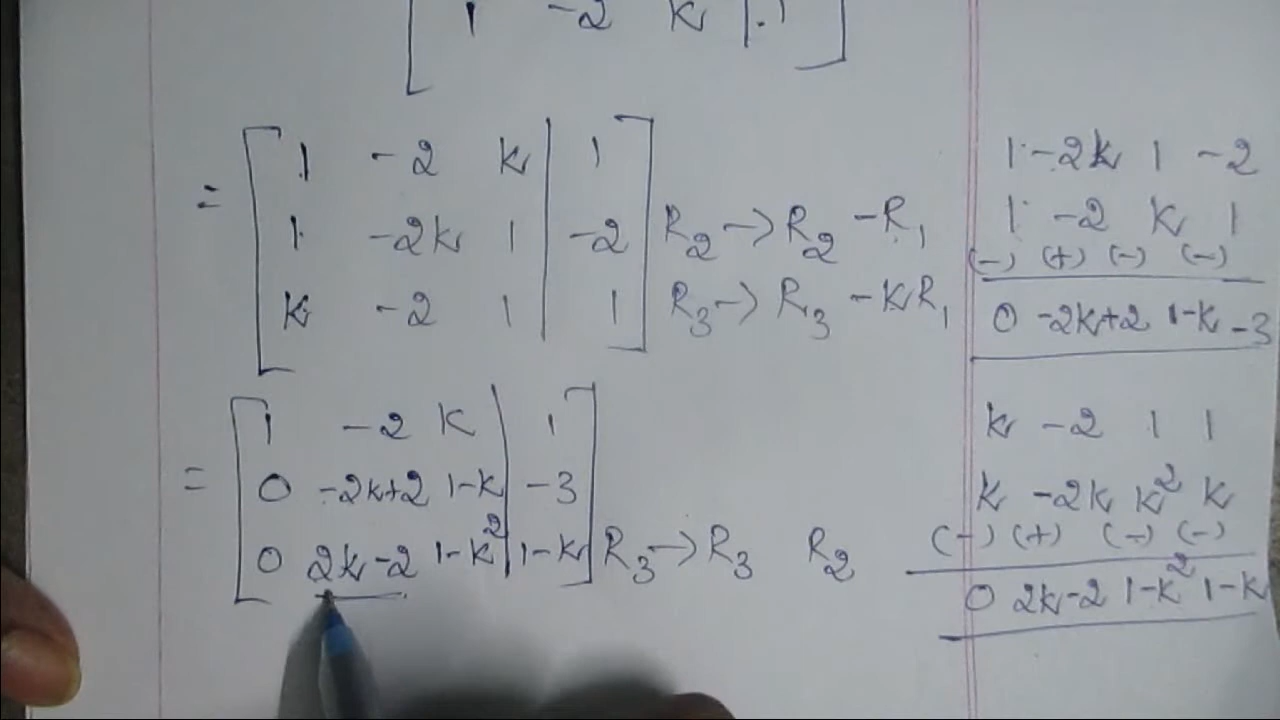 1 -2 k | 1
= [ 1 -2 k | 1 ]
1 -2k 1 | -2 R2 → R2 - R1
k -2 1 | 1 R3 → R3 - kR1
1 -2k 1 -2
1 -2 k 1
(-) (+) (-) (-)
0 -2k+2 1-k -3
= [ 1 -2 k | 1 ]
0 -2k+2 1-k | -3
0 2k-2 1-k² | 1-k R3 → R3 R2
k -2 1 1
k -2k k² k
(-) (+) (-) (-)
0 2k-2 1-k² 1-k